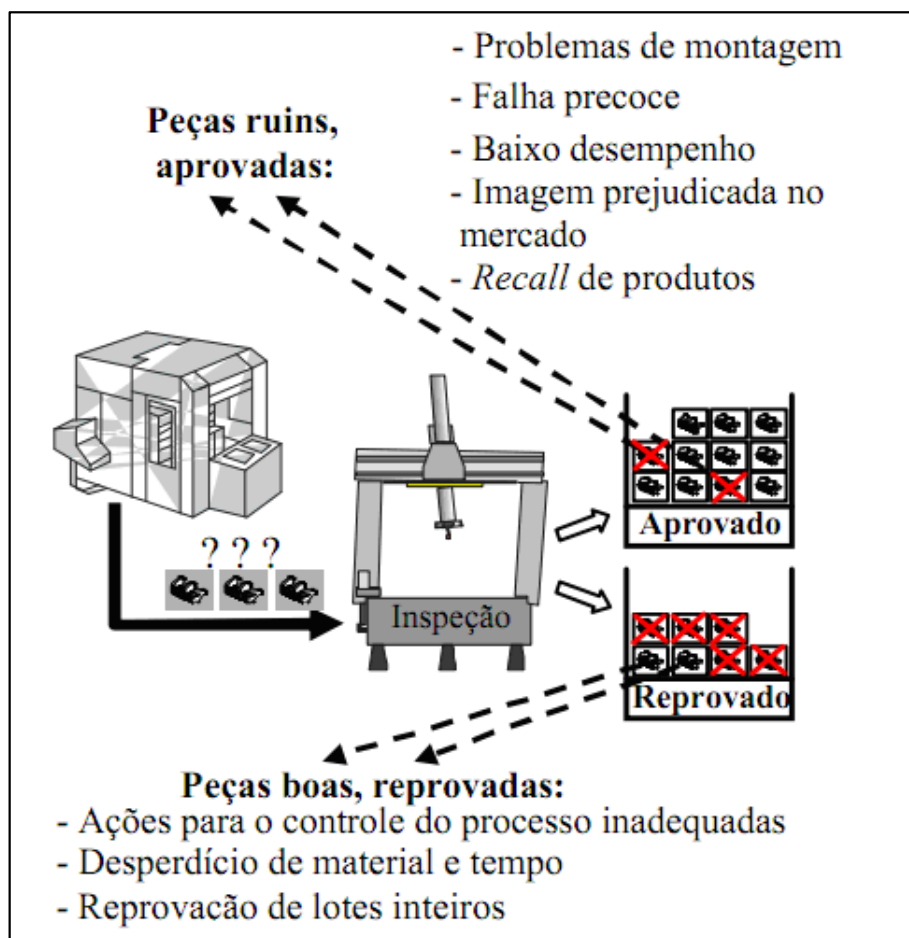 - Problemas de montagem
- Falha precoce
- Baixo desempenho
- Imagem prejudicada no
mercado
- Recall de produtos
Peças ruins,
aprovadas:
? ? ?
Inspeção
Aprovado
Reprovado
Peças boas, reprovadas:
- Ações para o controle do processo inadequadas
- Desperdício de material e tempo
- Reprovacão de lotes inteiros